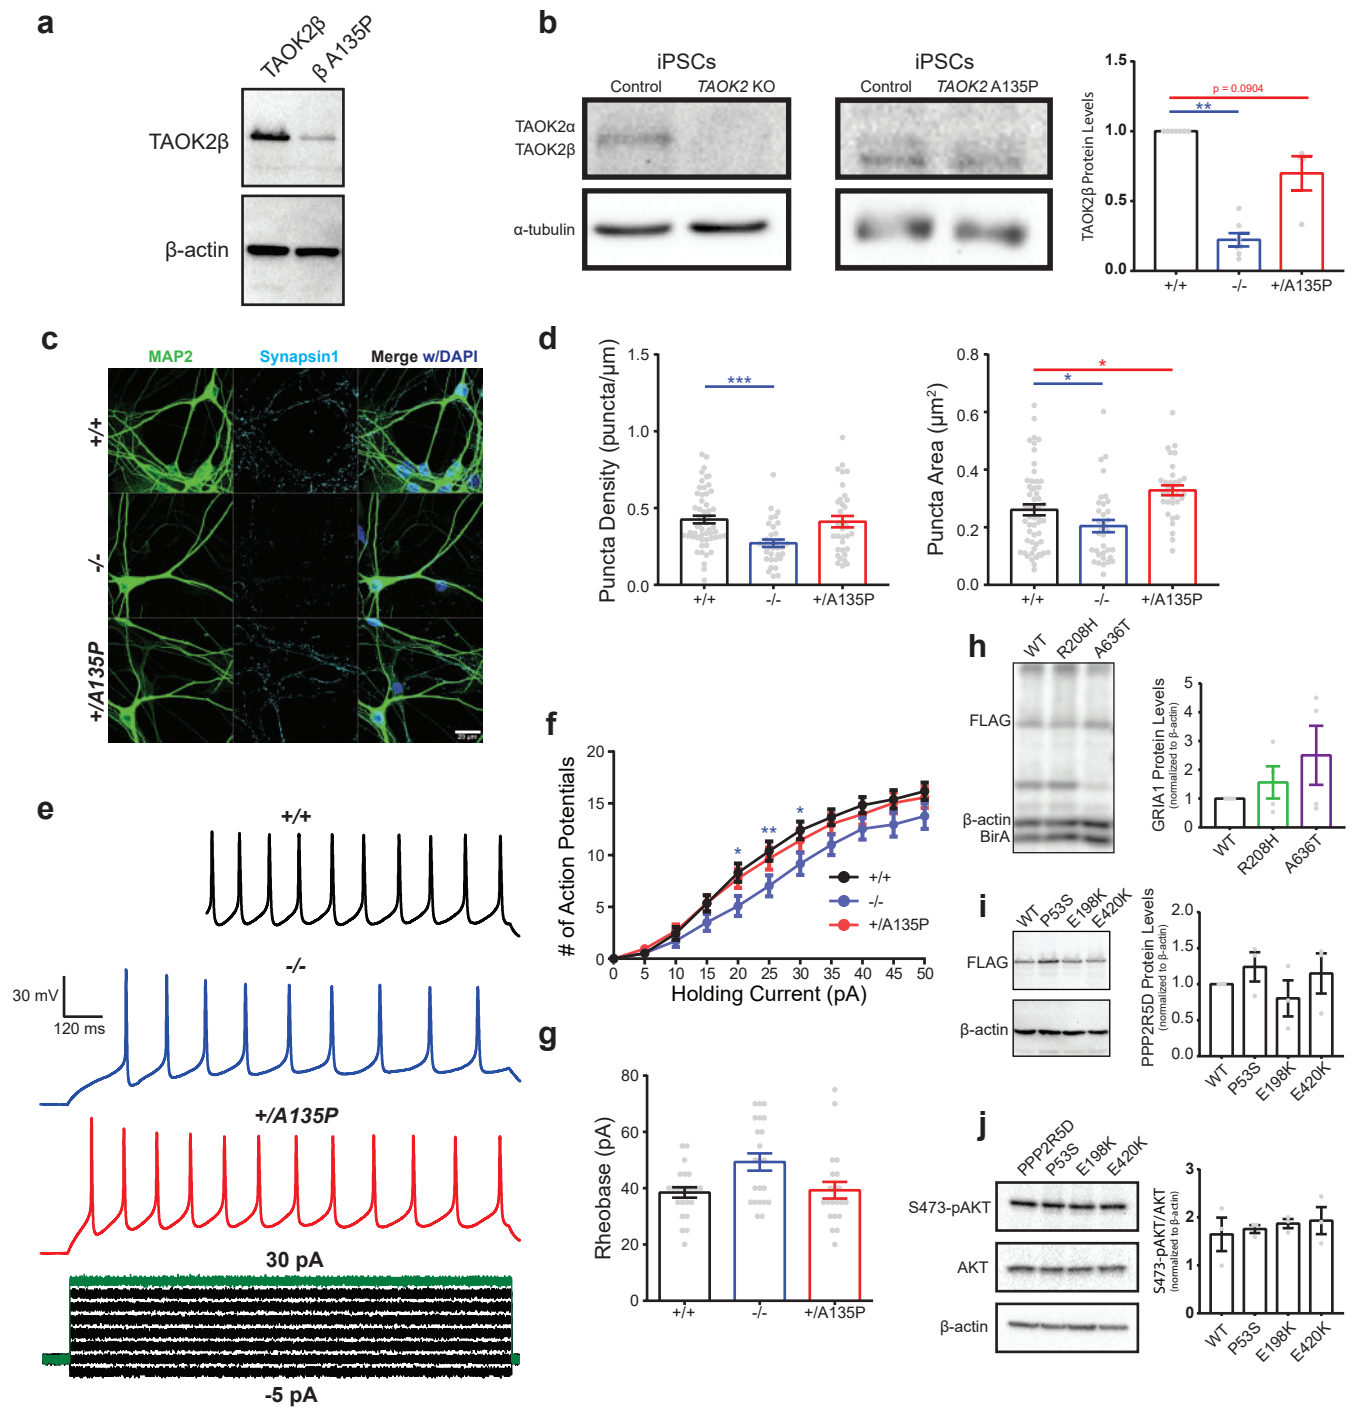 a
TAOK2β
β A135P
TAOK2β
β-actin
b
iPSCs
Control
TAOK2 KO
iPSCs
Control
TAOK2 A135P
TAOK2α
TAOK2β
α-tubulin
TAOK2β Protein Levels
1.5
1.0
0.5
0.0
p = 0.0904
**
+/+
-/-
+/A135P
c
MAP2
Synapsin1
Merge w/DAPI
+/+
-/-
+/A135P
20 μm
d
Puncta Density (puncta/μm)
1.5
1.0
0.5
0.0
***
+/+
-/-
+/A135P
Puncta Area (μm²)
0.8
0.6
0.4
0.2
0.0
*
*
+/+
-/-
+/A135P
e
+/+
-/-
30 mV
120 ms
+/A135P
30 pA
-5 pA
f
# of Action Potentials
20
15
10
5
0
*
**
*
+/+
-/-
+/A135P
0 5 10 15 20 25 30 35 40 45 50
Holding Current (pA)
g
Rheobase (pA)
80
60
40
20
0
+/+
-/-
+/A135P
h
WT
R208H
A636T
FLAG
β-actin
BirA
GRIA1 Protein Levels
(normalized to β-actin)
5
4
3
2
1
0
WT
R208H
A636T
i
WT
P53S
E198K
E420K
FLAG
β-actin
PPP2R5D Protein Levels
(normalized to β-actin)
2.0
1.5
1.0
0.5
0.0
WT
P53S
E198K
E420K
j
PPP2R5D
P53S
E198K
E420K
S473-pAKT
AKT
β-actin
S473-pAKT/AKT
(normalized to β-actin)
3
2
1
0
WT
P53S
E198K
E420K